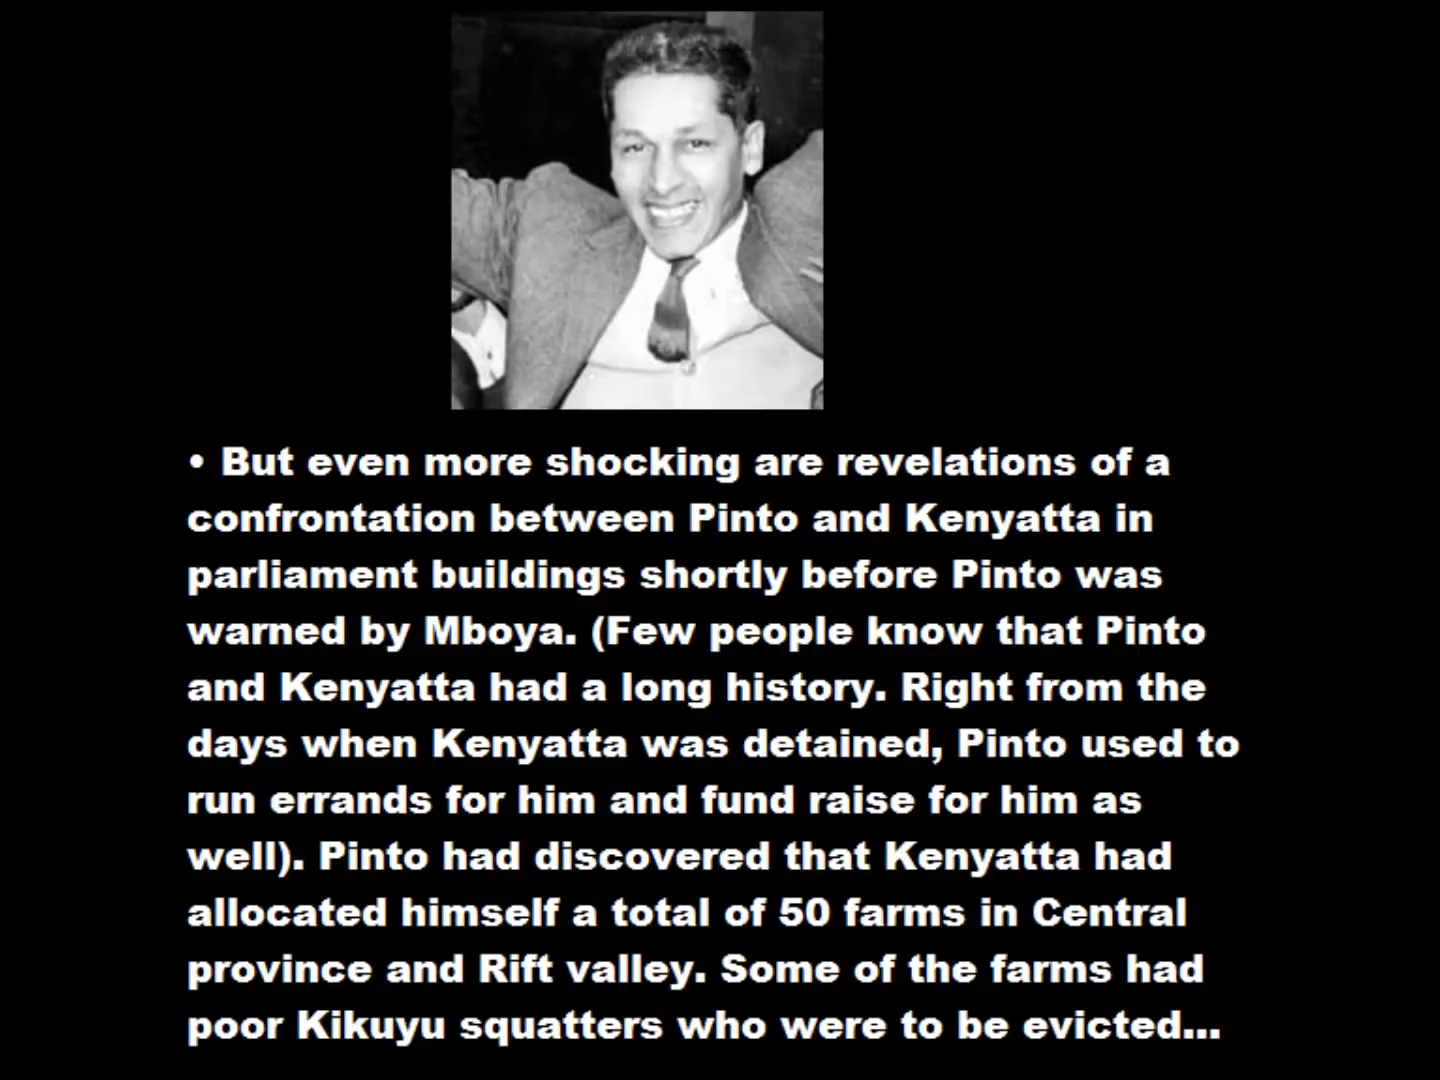 • But even more shocking are revelations of a
confrontation between Pinto and Kenyatta in
parliament buildings shortly before Pinto was
warned by Mboya. (Few people know that Pinto
and Kenyatta had a long history. Right from the
days when Kenyatta was detained, Pinto used to
run errands for him and fund raise for him as
well). Pinto had discovered that Kenyatta had
allocated himself a total of 50 farms in Central
province and Rift valley. Some of the farms had
poor Kikuyu squatters who were to be evicted...